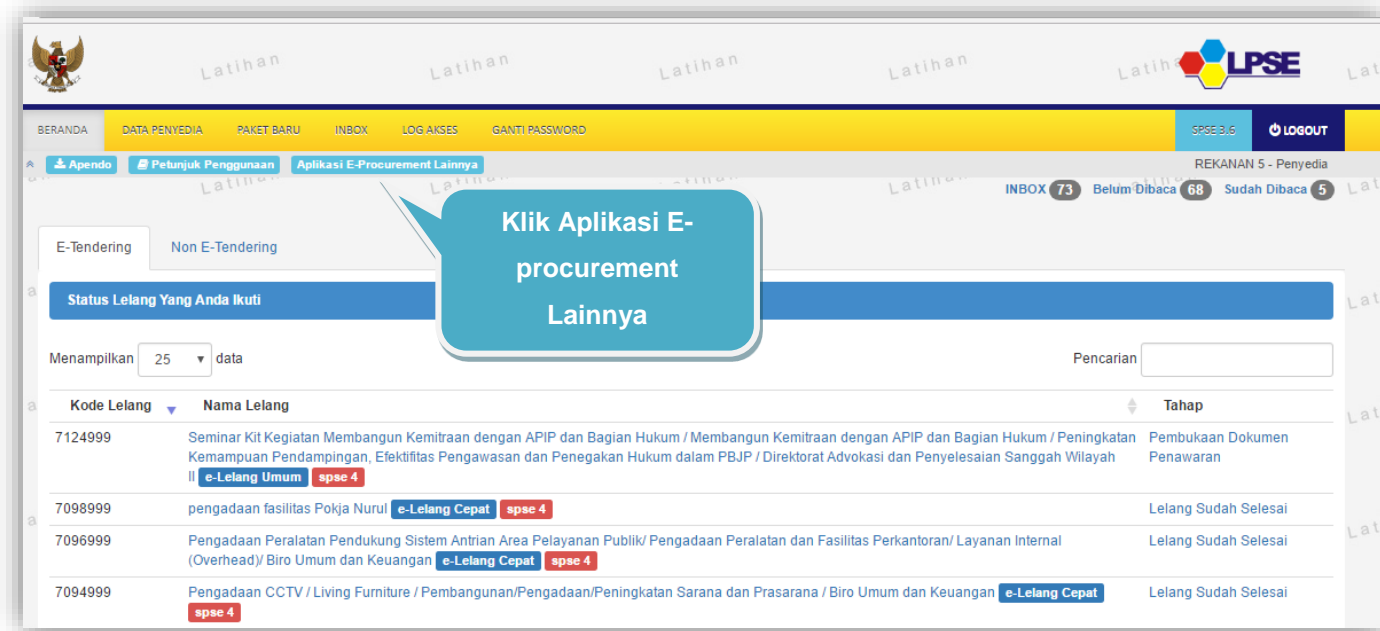 Latihan Latihan Latihan Latihan Latih LPSE Lat
BERANDA DATA PENYEDIA PAKET BARU INBOX LOG AKSES GANTI PASSWORD SPSE 3.6 LOGOUT
Apendo Petunjuk Penggunaan Aplikasi E-Procurement Lainnya REKANAN 5 - Penyedia
INBOX 73 Belum Dibaca 68 Sudah Dibaca 5
Klik Aplikasi E-
procurement
Lainnya
E-Tendering Non E-Tendering
Status Lelang Yang Anda Ikuti
Menampilkan 25 data Pencarian
Kode Lelang Nama Lelang Tahap
7124999 Seminar Kit Kegiatan Membangun Kemitraan dengan APIP dan Bagian Hukum / Membangun Kemitraan dengan APIP dan Bagian Hukum / Peningkatan Pembukaan Dokumen
Kemampuan Pendampingan, Efektifitas Pengawasan dan Penegakan Hukum dalam PBJP / Direktorat Advokasi dan Penyelesaian Sanggah Wilayah Penawaran
II e-Lelang Umum spse 4
7098999 pengadaan fasilitas Pokja Nurul e-Lelang Cepat spse 4 Lelang Sudah Selesai
7096999 Pengadaan Peralatan Pendukung Sistem Antrian Area Pelayanan Publik/ Pengadaan Peralatan dan Fasilitas Perkantoran/ Layanan Internal Lelang Sudah Selesai
(Overhead)/ Biro Umum dan Keuangan e-Lelang Cepat spse 4
7094999 Pengadaan CCTV / Living Furniture / Pembangunan/Pengadaan/Peningkatan Sarana dan Prasarana / Biro Umum dan Keuangan e-Lelang Cepat Lelang Sudah Selesai
spse 4